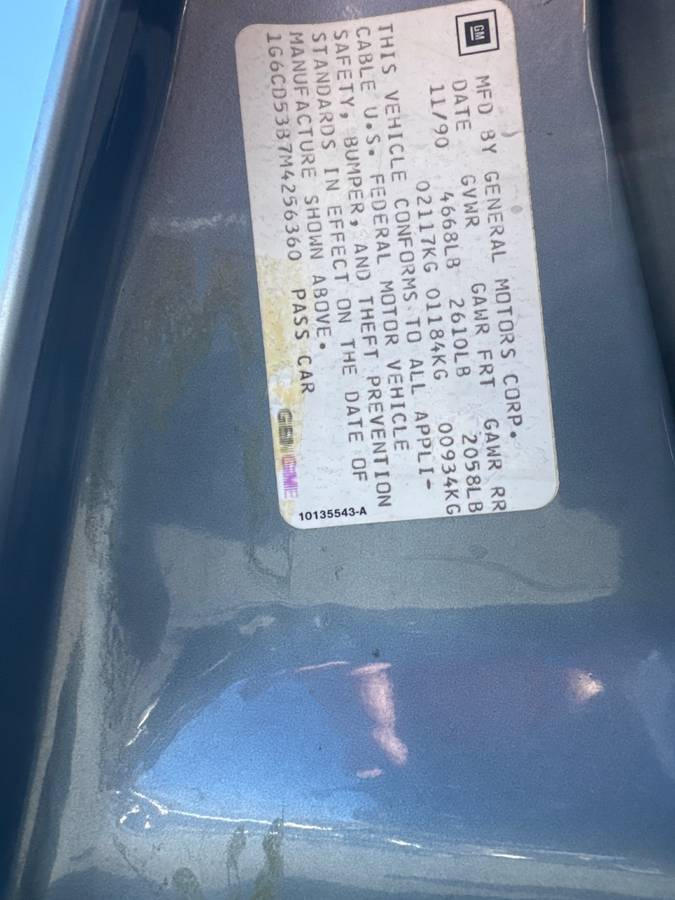 GM
MFD BY GENERAL MOTORS CORP.
DATE GVWR GAWR FRT GAWR RR
11/90 4668LB 2610LB 2058LB
02117KG 01184KG 00934KG
THIS VEHICLE CONFORMS TO ALL APPLI-
CABLE U.S. FEDERAL MOTOR VEHICLE
SAFETY, BUMPER, AND THEFT PREVENTION
STANDARDS IN EFFECT ON THE DATE OF
MANUFACTURE SHOWN ABOVE.
1G6CD53B7M4256360 PASS CAR
10135543-A